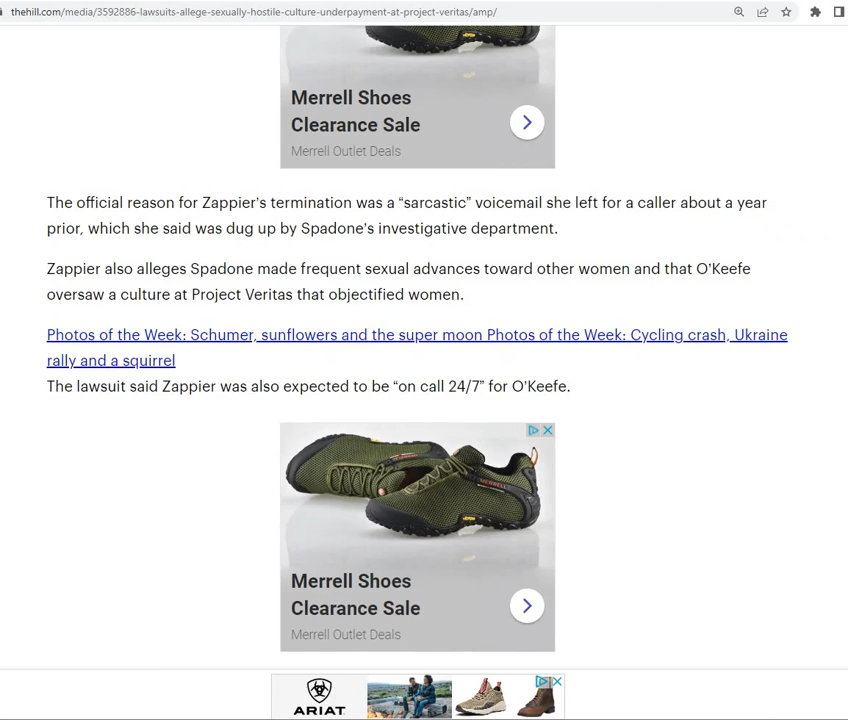 thehill.com/media/3592886-lawsuits-allege-sexually-hostile-culture-underpayment-at-project-veritas/amp/
Merrell Shoes
Clearance Sale
Merrell Outlet Deals
The official reason for Zappier’s termination was a “sarcastic” voicemail she left for a caller about a year
prior, which she said was dug up by Spadone’s investigative department.
Zappier also alleges Spadone made frequent sexual advances toward other women and that O’Keefe
oversaw a culture at Project Veritas that objectified women.
Photos of the Week: Schumer, sunflowers and the super moon Photos of the Week: Cycling crash, Ukraine
rally and a squirrel
The lawsuit said Zappier was also expected to be “on call 24/7” for O’Keefe.
MERRELL
Merrell Shoes
Clearance Sale
Merrell Outlet Deals
ARIAT